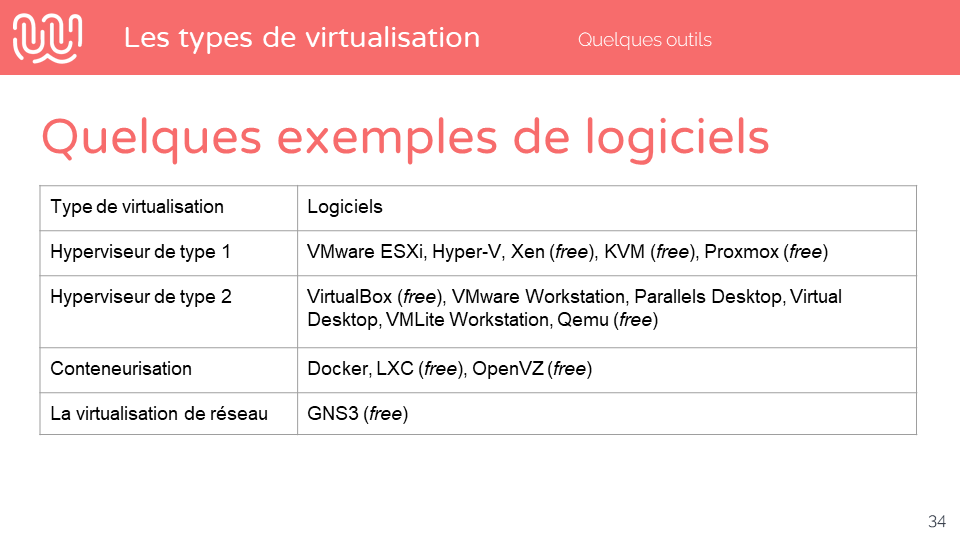 Les types de virtualisation
Quelques outils
Quelques exemples de logiciels
Type de virtualisation
Logiciels
Hyperviseur de type 1
VMware ESXi, Hyper-V, Xen (free), KVM (free), Proxmox (free)
Hyperviseur de type 2
VirtualBox (free), VMware Workstation, Parallels Desktop, Virtual
Desktop, VMLite Workstation, Qemu (free)
Conteneurisation
Docker, LXC (free), OpenVZ (free)
La virtualisation de réseau
GNS3 (free)
34